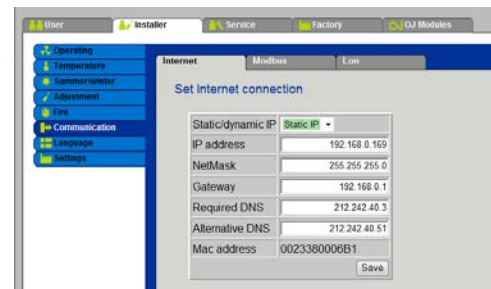 User Installer Service Factory OJ Modules
Operating
Temperature
Summer/winter
Adjustment
Fire
Communication
Language
Settings
Internet Modbus Lon
Set Internet connection
Static/dynamic IP Static IP
IP address 192.168.0.169
NetMask 255.255.255.0
Gateway 192.168.0.1
Required DNS 212.242.40.3
Alternative DNS 212.242.40.51
Mac address 0023380006B1
Save